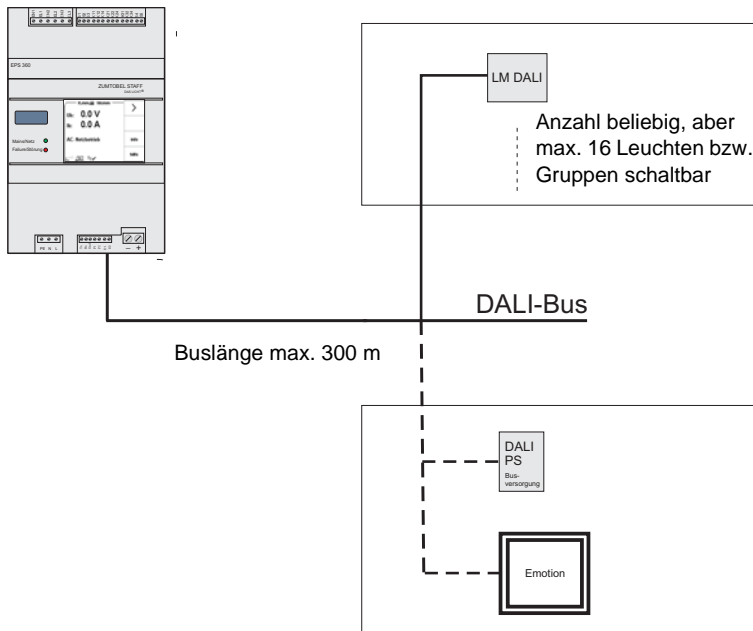 EPS 360
ZUMTOBEL STAFF
0.0 V
0.0 A
Mains/Netz
Failure/Störung
PE N L
– +
LM DALI
Anzahl beliebig, aber
max. 16 Leuchten bzw.
Gruppen schaltbar
DALI-Bus
Buslänge max. 300 m
DALI
PS
Bus-
versorgung
Emotion